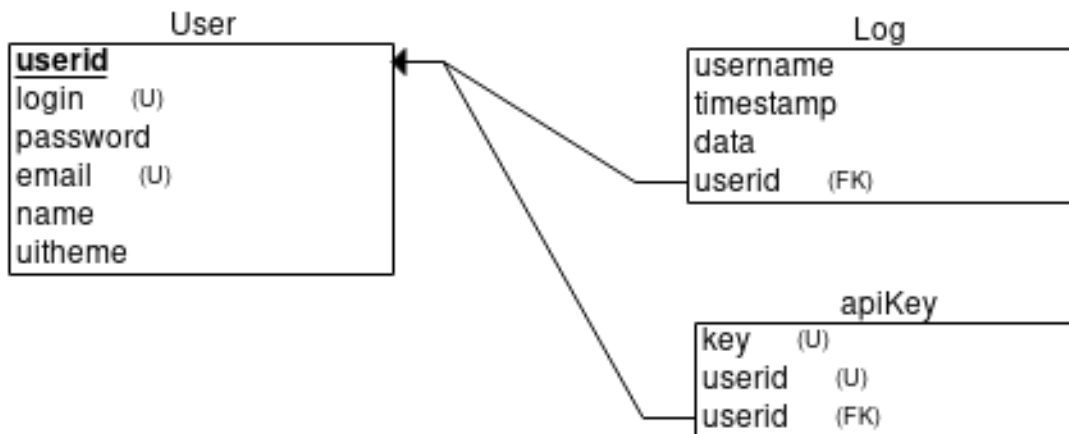 User
userid
login (U)
password
email (U)
name
uitheme
Log
username
timestamp
data
userid (FK)
apiKey
key (U)
userid (U)
userid (FK)